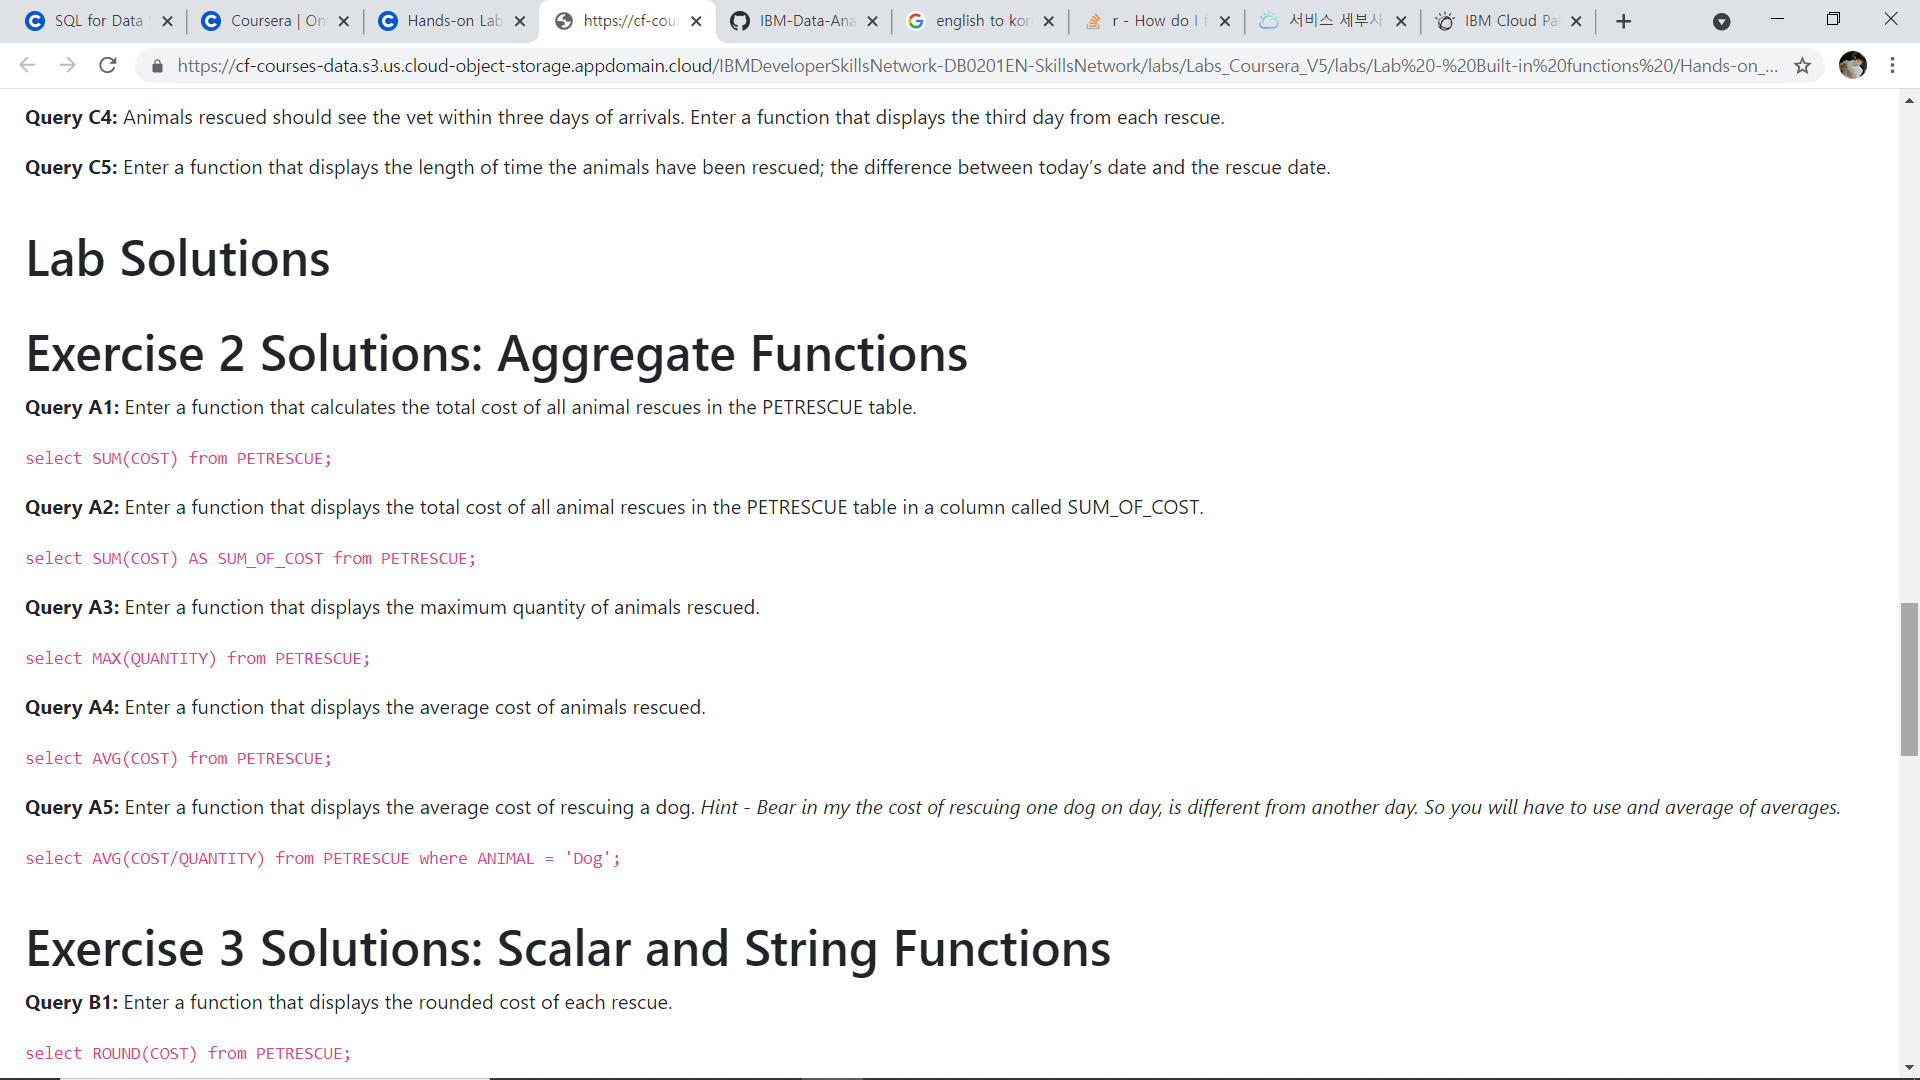 SQL for Data
Coursera | On
Hands-on Lab
https://cf-cour
IBM-Data-Ana
english to kor
r - How do I f
서비스 세부사
IBM Cloud Pa
https://cf-courses-data.s3.us.cloud-object-storage.appdomain.cloud/IBMDeveloperSkillsNetwork-DB0201EN-SkillsNetwork/labs/Labs_Coursera_V5/labs/Lab%20-%20Built-in%20functions%20/Hands-on_...
Query C4: Animals rescued should see the vet within three days of arrivals. Enter a function that displays the third day from each rescue.
Query C5: Enter a function that displays the length of time the animals have been rescued; the difference between today’s date and the rescue date.
Lab Solutions
Exercise 2 Solutions: Aggregate Functions
Query A1: Enter a function that calculates the total cost of all animal rescues in the PETRESCUE table.
select SUM(COST) from PETRESCUE;
Query A2: Enter a function that displays the total cost of all animal rescues in the PETRESCUE table in a column called SUM_OF_COST.
select SUM(COST) AS SUM_OF_COST from PETRESCUE;
Query A3: Enter a function that displays the maximum quantity of animals rescued.
select MAX(QUANTITY) from PETRESCUE;
Query A4: Enter a function that displays the average cost of animals rescued.
select AVG(COST) from PETRESCUE;
Query A5: Enter a function that displays the average cost of rescuing a dog. Hint - Bear in my the cost of rescuing one dog on day, is different from another day. So you will have to use and average of averages.
select AVG(COST/QUANTITY) from PETRESCUE where ANIMAL = 'Dog';
Exercise 3 Solutions: Scalar and String Functions
Query B1: Enter a function that displays the rounded cost of each rescue.
select ROUND(COST) from PETRESCUE;